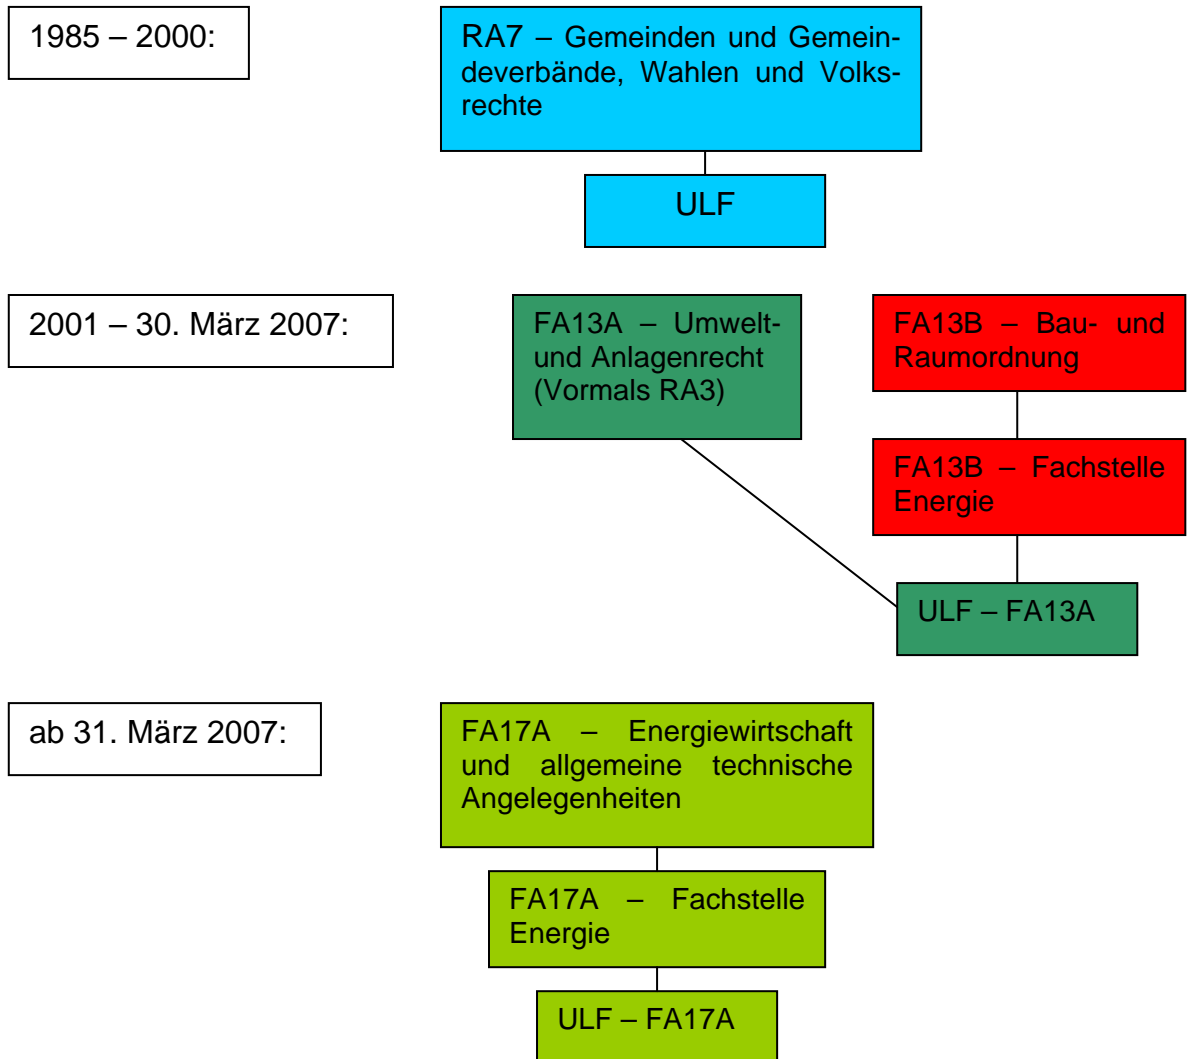 1985 – 2000:
RA7 – Gemeinden und Gemein-
deverbände, Wahlen und Volks-
rechte
ULF
2001 – 30. März 2007:
FA13A – Umwelt-
und Anlagenrecht
(Vormals RA3)
FA13B – Bau- und
Raumordnung
FA13B – Fachstelle
Energie
ULF – FA13A
ab 31. März 2007:
FA17A – Energiewirtschaft
und allgemeine technische
Angelegenheiten
FA17A – Fachstelle
Energie
ULF – FA17A